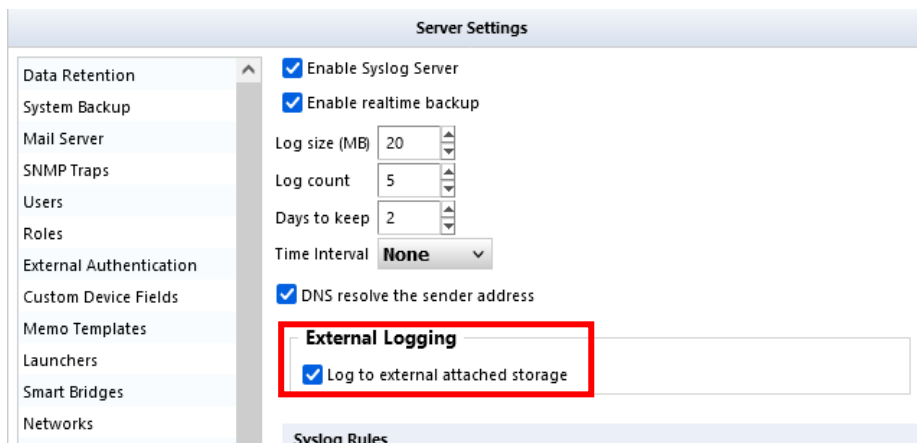 Server Settings
Data Retention
System Backup
Mail Server
SNMP Traps
Users
Roles
External Authentication
Custom Device Fields
Memo Templates
Launchers
Smart Bridges
Networks
Enable Syslog Server
Enable realtime backup
Log size (MB) 20
Log count 5
Days to keep 2
Time Interval None
DNS resolve the sender address
External Logging
Log to external attached storage
Syslog Rules